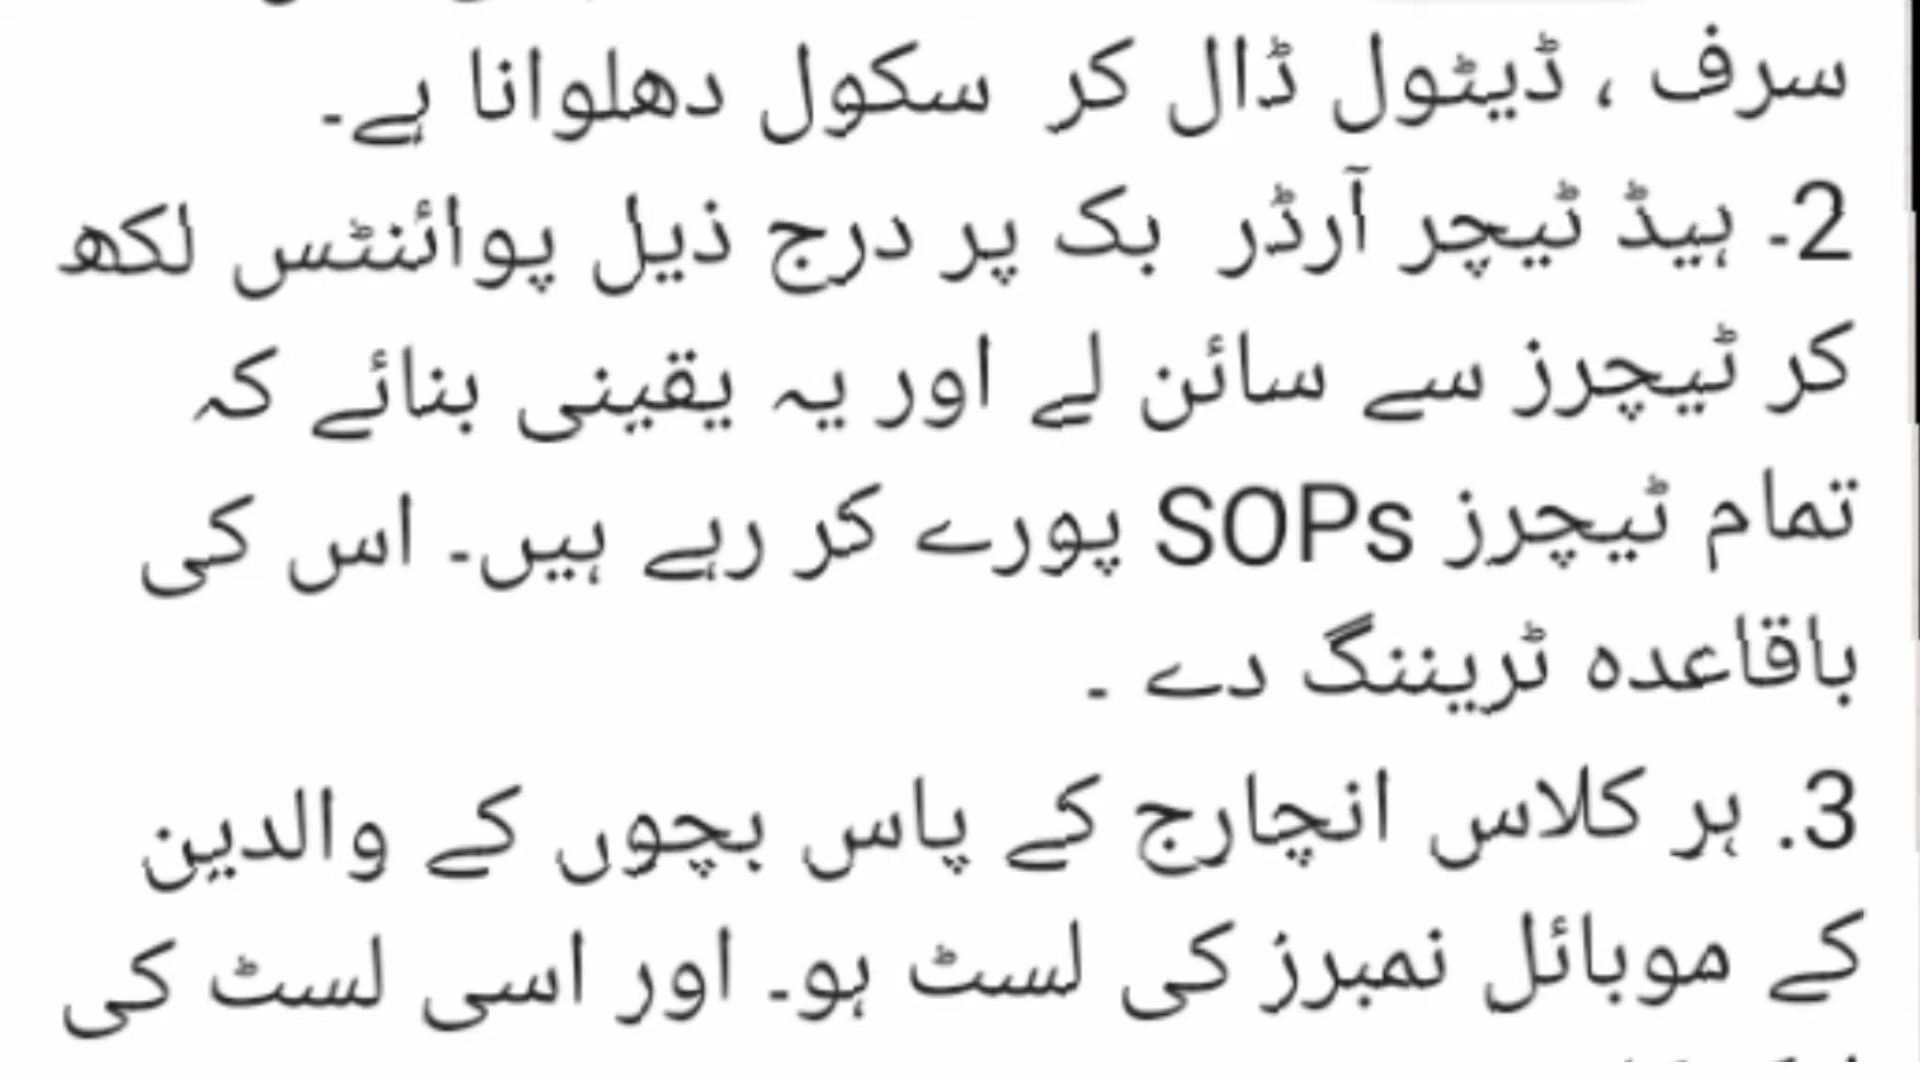 سرف ، ڈیٹول ڈال کر سکول دھلوانا ہے۔
2۔ ہیڈ ٹیچر آرڈر بک پر درج ذیل پوائنٹس لکھ
کر ٹیچرز سے سائن لے اور یہ یقینی بنائے کہ
تمام ٹیچرز SOPs پورے کر رہے ہیں۔ اس کی
باقاعدہ ٹریننگ دے ۔
3. ہر کلاس انچارج کے پاس بچوں کے والدین
کے موبائل نمبرز کی لسٹ ہو۔ اور اسی لسٹ کی